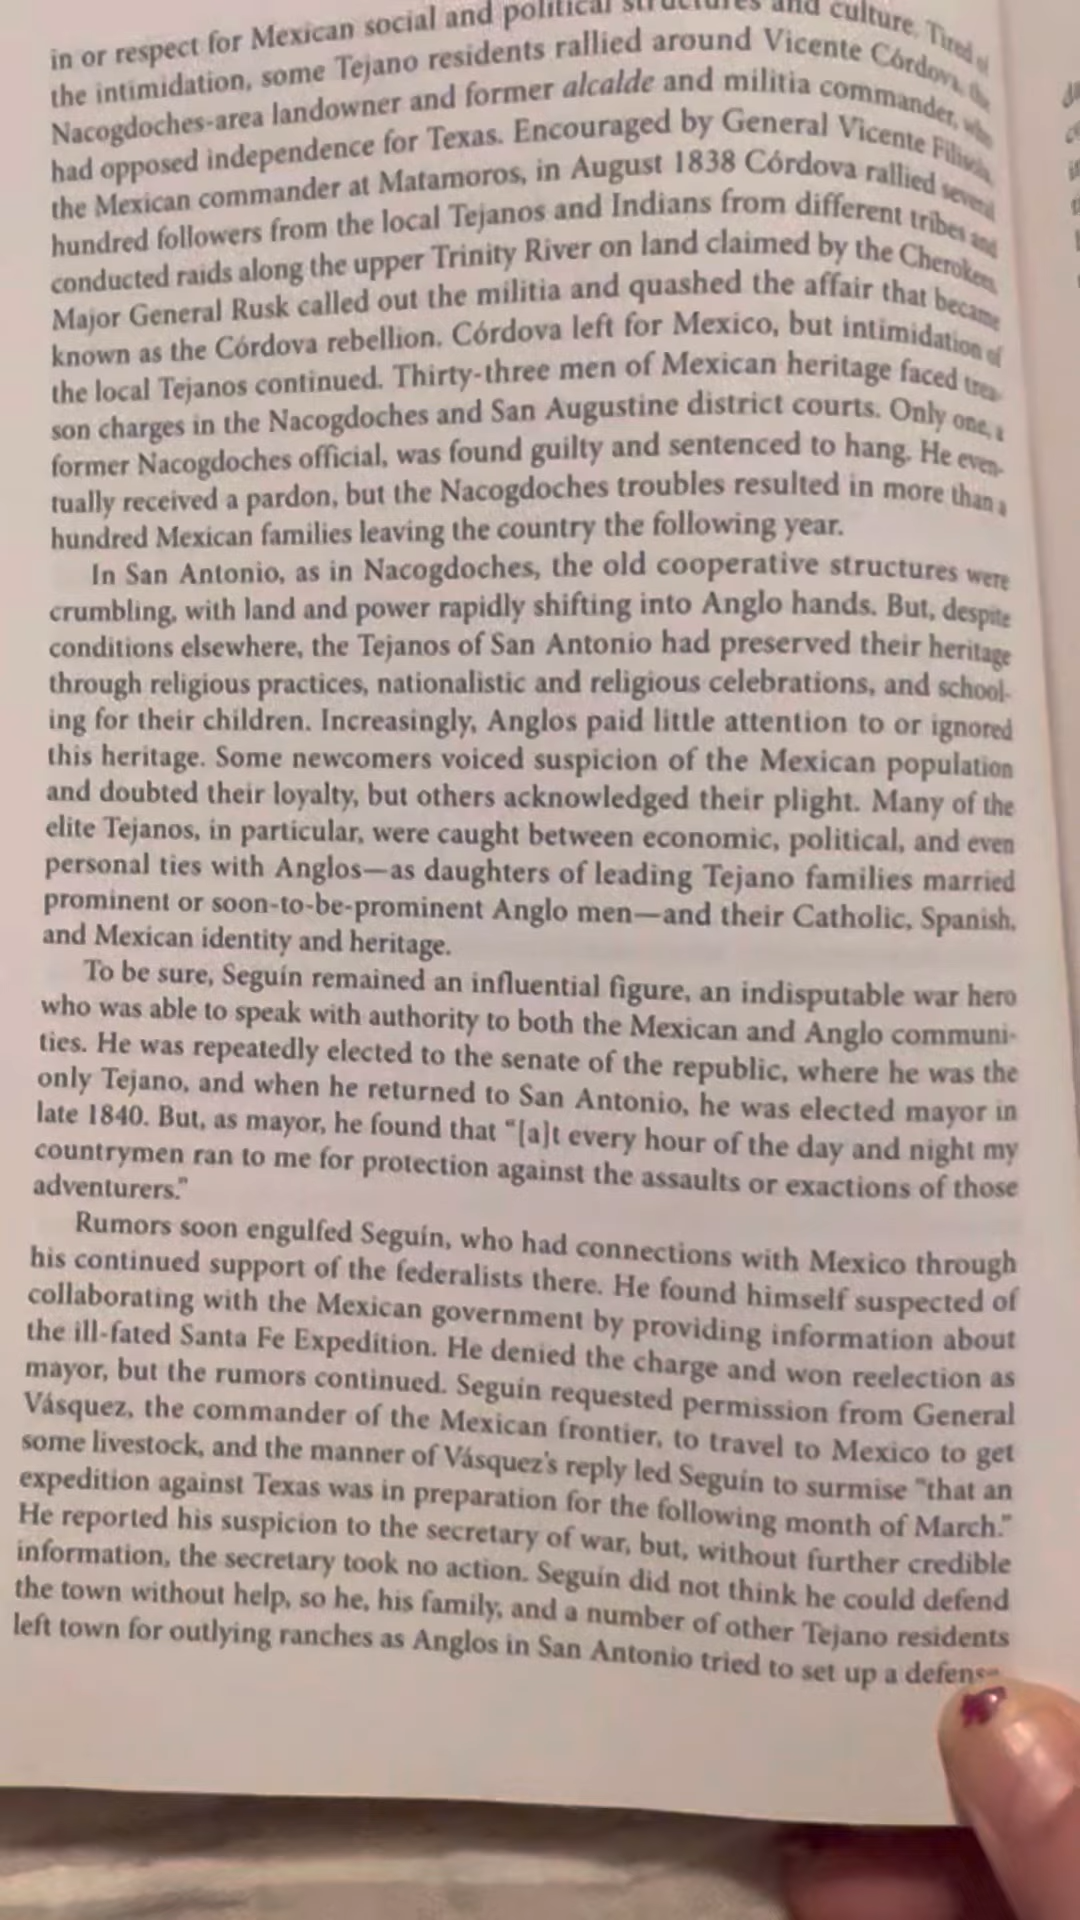 in or respect for Mexican social and political structures and culture. Tired of
the intimidation, some Tejano residents rallied around Vicente Córdova, the
Nacogdoches-area landowner and former alcalde and militia commander, who
had opposed independence for Texas. Encouraged by General Vicente Filisola,
the Mexican commander at Matamoros, in August 1838 Córdova rallied several
hundred followers from the local Tejanos and Indians from different tribes and
conducted raids along the upper Trinity River on land claimed by the Cherokees.
Major General Rusk called out the militia and quashed the affair that became
known as the Córdova rebellion. Córdova left for Mexico, but intimidation of
the local Tejanos continued. Thirty-three men of Mexican heritage faced trea-
son charges in the Nacogdoches and San Augustine district courts. Only one, a
former Nacogdoches official, was found guilty and sentenced to hang. He even-
tually received a pardon, but the Nacogdoches troubles resulted in more than a
hundred Mexican families leaving the country the following year.
In San Antonio, as in Nacogdoches, the old cooperative structures were
crumbling, with land and power rapidly shifting into Anglo hands. But, despite
conditions elsewhere, the Tejanos of San Antonio had preserved their heritage
through religious practices, nationalistic and religious celebrations, and school-
ing for their children. Increasingly, Anglos paid little attention to or ignored
this heritage. Some newcomers voiced suspicion of the Mexican population
and doubted their loyalty, but others acknowledged their plight. Many of the
elite Tejanos, in particular, were caught between economic, political, and even
personal ties with Anglos—as daughters of leading Tejano families married
prominent or soon-to-be-prominent Anglo men—and their Catholic, Spanish,
and Mexican identity and heritage.
To be sure, Seguín remained an influential figure, an indisputable war hero
who was able to speak with authority to both the Mexican and Anglo communi-
ties. He was repeatedly elected to the senate of the republic, where he was the
only Tejano, and when he returned to San Antonio, he was elected mayor in
late 1840. But, as mayor, he found that "[a]t every hour of the day and night my
countrymen ran to me for protection against the assaults or exactions of those
adventurers."
Rumors soon engulfed Seguín, who had connections with Mexico through
his continued support of the federalists there. He found himself suspected of
collaborating with the Mexican government by providing information about
the ill-fated Santa Fe Expedition. He denied the charge and won reelection as
mayor, but the rumors continued. Seguín requested permission from General
Vásquez, the commander of the Mexican frontier, to travel to Mexico to get
some livestock, and the manner of Vásquez's reply led Seguín to surmise "that an
expedition against Texas was in preparation for the following month of March."
He reported his suspicion to the secretary of war, but, without further credible
information, the secretary took no action. Seguín did not think he could defend
the town without help, so he, his family, and a number of other Tejano residents
left town for outlying ranches as Anglos in San Antonio tried to set up a defense